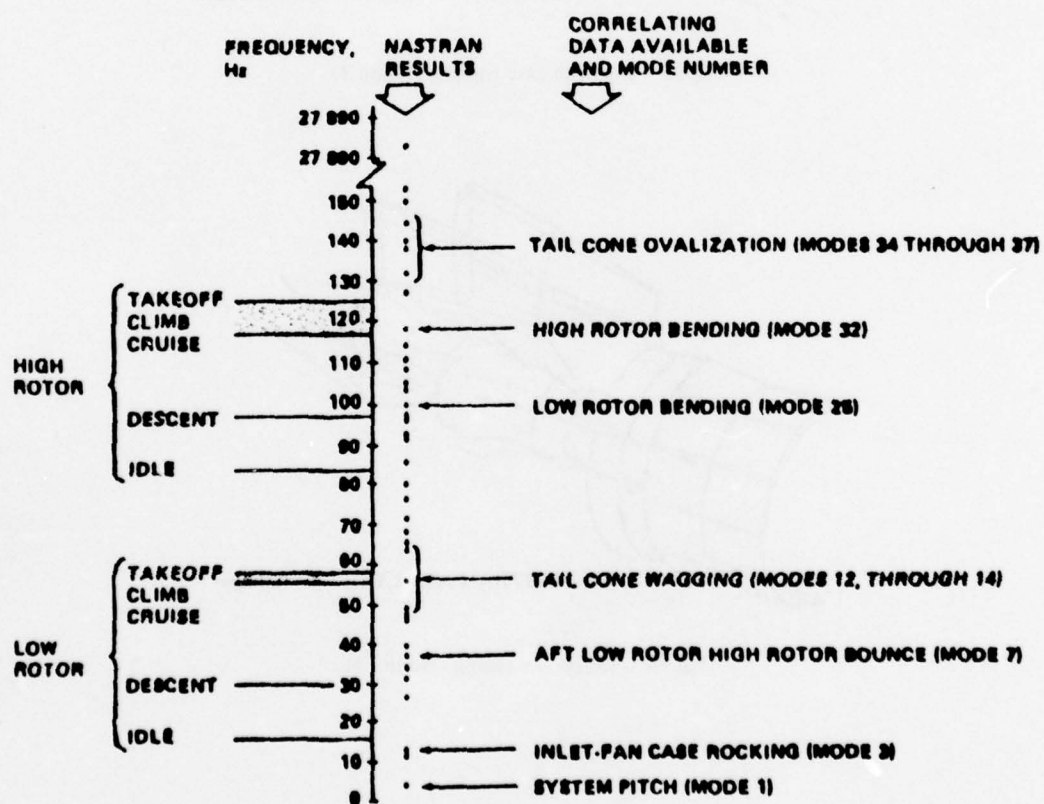 FREQUENCY,
Hz
NASTRAN
RESULTS
CORRELATING
DATA AVAILABLE
AND MODE NUMBER
27 890
27 880
150
140
130
120
110
100
90
80
70
60
50
40
30
20
10
0
HIGH
ROTOR
TAKEOFF
CLIMB
CRUISE
DESCENT
IDLE
LOW
ROTOR
TAKEOFF
CLIMB
CRUISE
DESCENT
IDLE
TAIL CONE OVALIZATION (MODES 34 THROUGH 37)
HIGH ROTOR BENDING (MODE 32)
LOW ROTOR BENDING (MODE 25)
TAIL CONE WAGGING (MODES 12, THROUGH 14)
AFT LOW ROTOR HIGH ROTOR BOUNCE (MODE 7)
INLET-FAN CASE ROCKING (MODE 3)
SYSTEM PITCH (MODE 1)